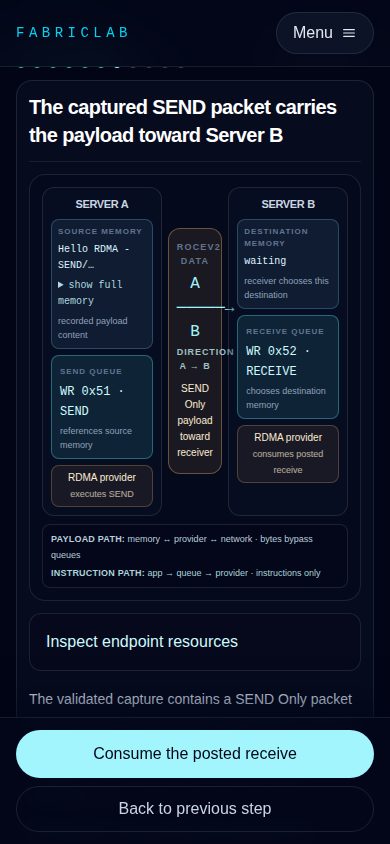 FABRICLAB
Menu
The captured SEND packet carries
the payload toward Server B
SERVER A
SOURCE MEMORY
Hello RDMA -
SEND/…
▶ show full
memory
recorded payload
content
SEND QUEUE
WR 0x51 ·
SEND
references source
memory
RDMA provider
executes SEND
ROCEV2
DATA
A
→
B
DIRECTION
A → B
SEND
Only
payload
toward
receiver
SERVER B
DESTINATION
MEMORY
waiting
receiver chooses this
destination
RECEIVE QUEUE
WR 0x52 ·
RECEIVE
chooses destination
memory
RDMA provider
consumes posted
receive
PAYLOAD PATH: memory ↔ provider ↔ network · bytes bypass
queues
INSTRUCTION PATH: app → queue → provider · instructions only
Inspect endpoint resources
The validated capture contains a SEND Only packet
Consume the posted receive
Back to previous step